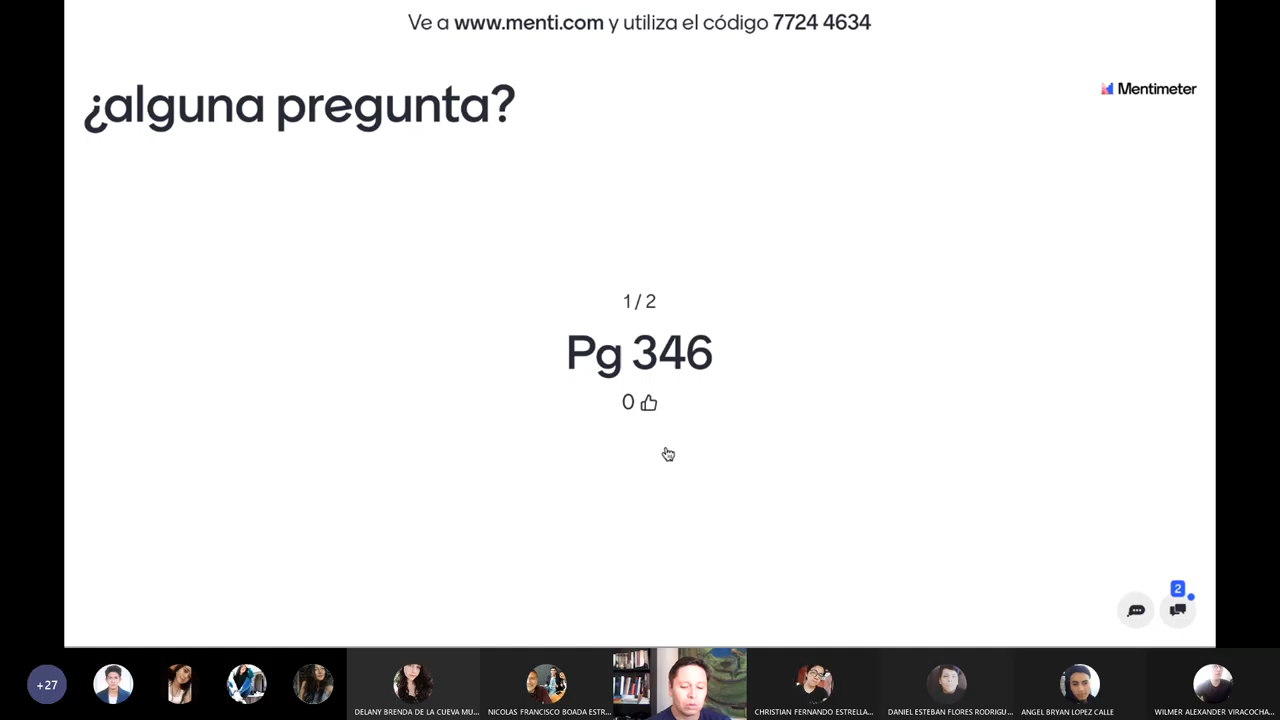 Ve a www.menti.com y utiliza el código 7724 4634
¿alguna pregunta?
Mentimeter
1 / 2
Pg 346
0
2
+27
DELANY BRENDA DE LA CUEVA MU...
NICOLAS FRANCISCO BOADA ESTR...
CHRISTIAN FERNANDO ESTRELLA...
DANIEL ESTEBAN FLORES RODRIGU...
ANGEL BRYAN LOPEZ CALLE
WILMER ALEXANDER VIRACOCHA...